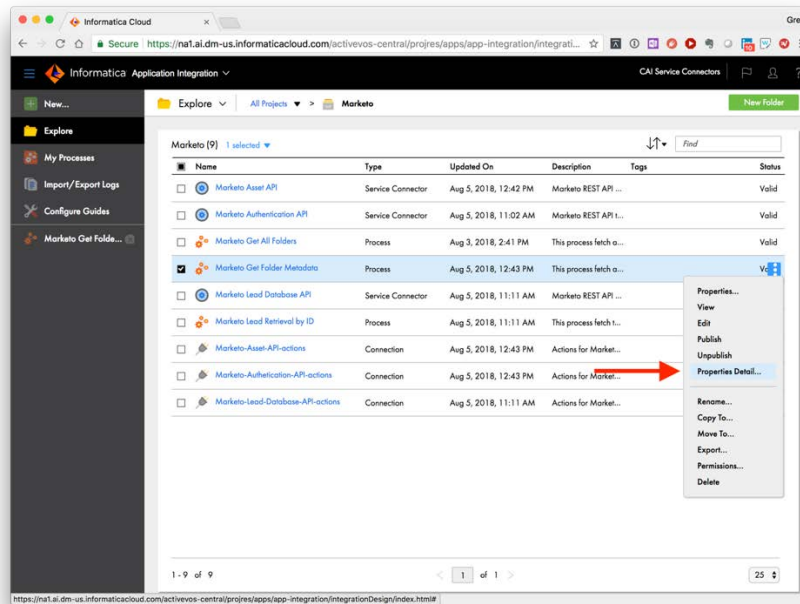 Informatica Cloud
Gre
Secure https://na1.ai.dm-us.informaticacloud.com/activevos-central/projres/apps/app-integration/integrati...
Informatica Application Integration
CAI Service Connectors
New...
Explore
My Processes
Import/Export Logs
Configure Guides
Marketo Get Folde...
Explore All Projects > Marketo
New Folder
Marketo (9) 1 selected
Find
Name Type Updated On Description Tags Status
Marketo Asset API Service Connector Aug 5, 2018, 12:42 PM Marketo REST API ... Valid
Marketo Authentication API Service Connector Aug 5, 2018, 11:02 AM Marketo REST API t... Valid
Marketo Get All Folders Process Aug 3, 2018, 2:41 PM This process fetch a... Valid
Marketo Get Folder Metadata Process Aug 5, 2018, 12:43 PM This process fetch a...
Marketo Lead Database API Service Connector Aug 5, 2018, 11:11 AM Marketo REST API ...
Marketo Lead Retrieval by ID Process Aug 5, 2018, 11:11 AM This process fetch t...
Marketo-Asset-API-actions Connection Aug 5, 2018, 12:43 PM Actions for Market...
Marketo-Authetication-API-actions Connection Aug 5, 2018, 12:43 PM Actions for Market...
Marketo-Lead-Database-API-actions Connection Aug 5, 2018, 11:11 AM Actions for Market...
Properties...
View
Edit
Publish
Unpublish
Properties Detail...
Rename...
Copy To...
Move To...
Export...
Permissions...
Delete
1-9 of 9
1 of 1
25
https://na1.ai.dm-us.informaticacloud.com/activevos-central/projres/apps/app-integration/integrationDesign/index.html#